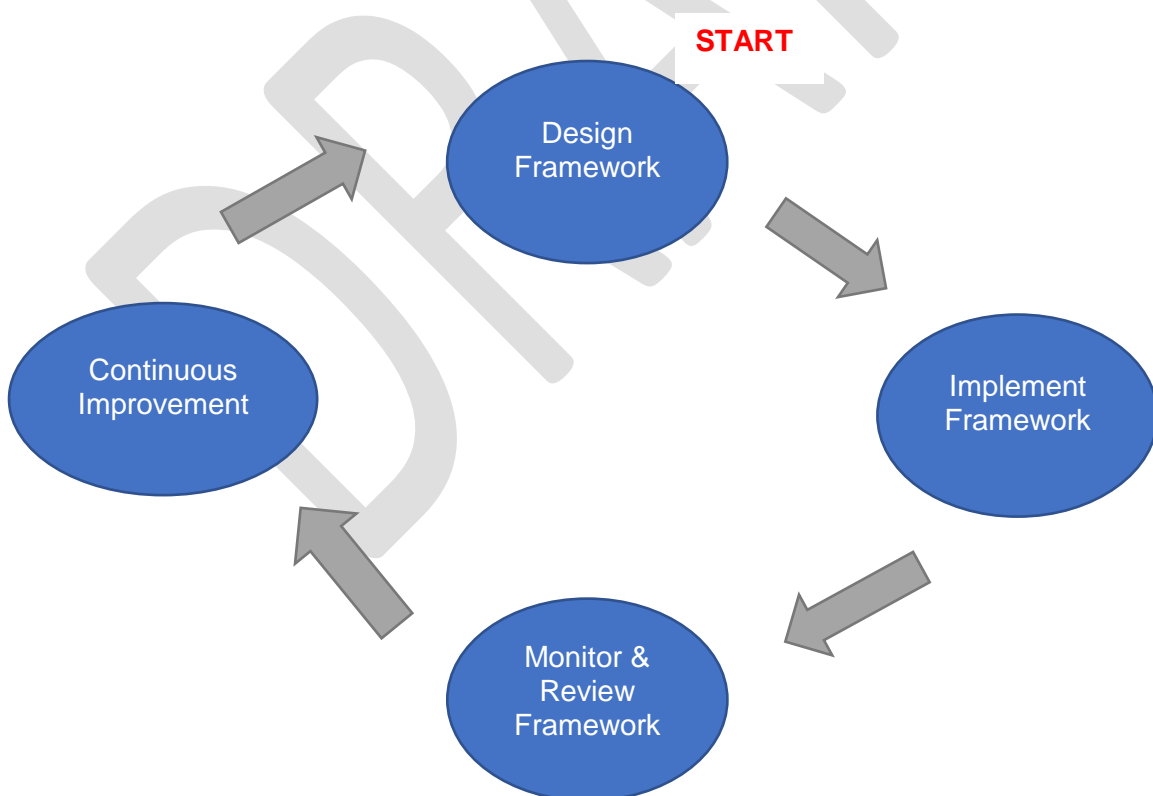 START
Design
Framework
Implement
Framework
Monitor &
Review
Framework
Continuous
Improvement